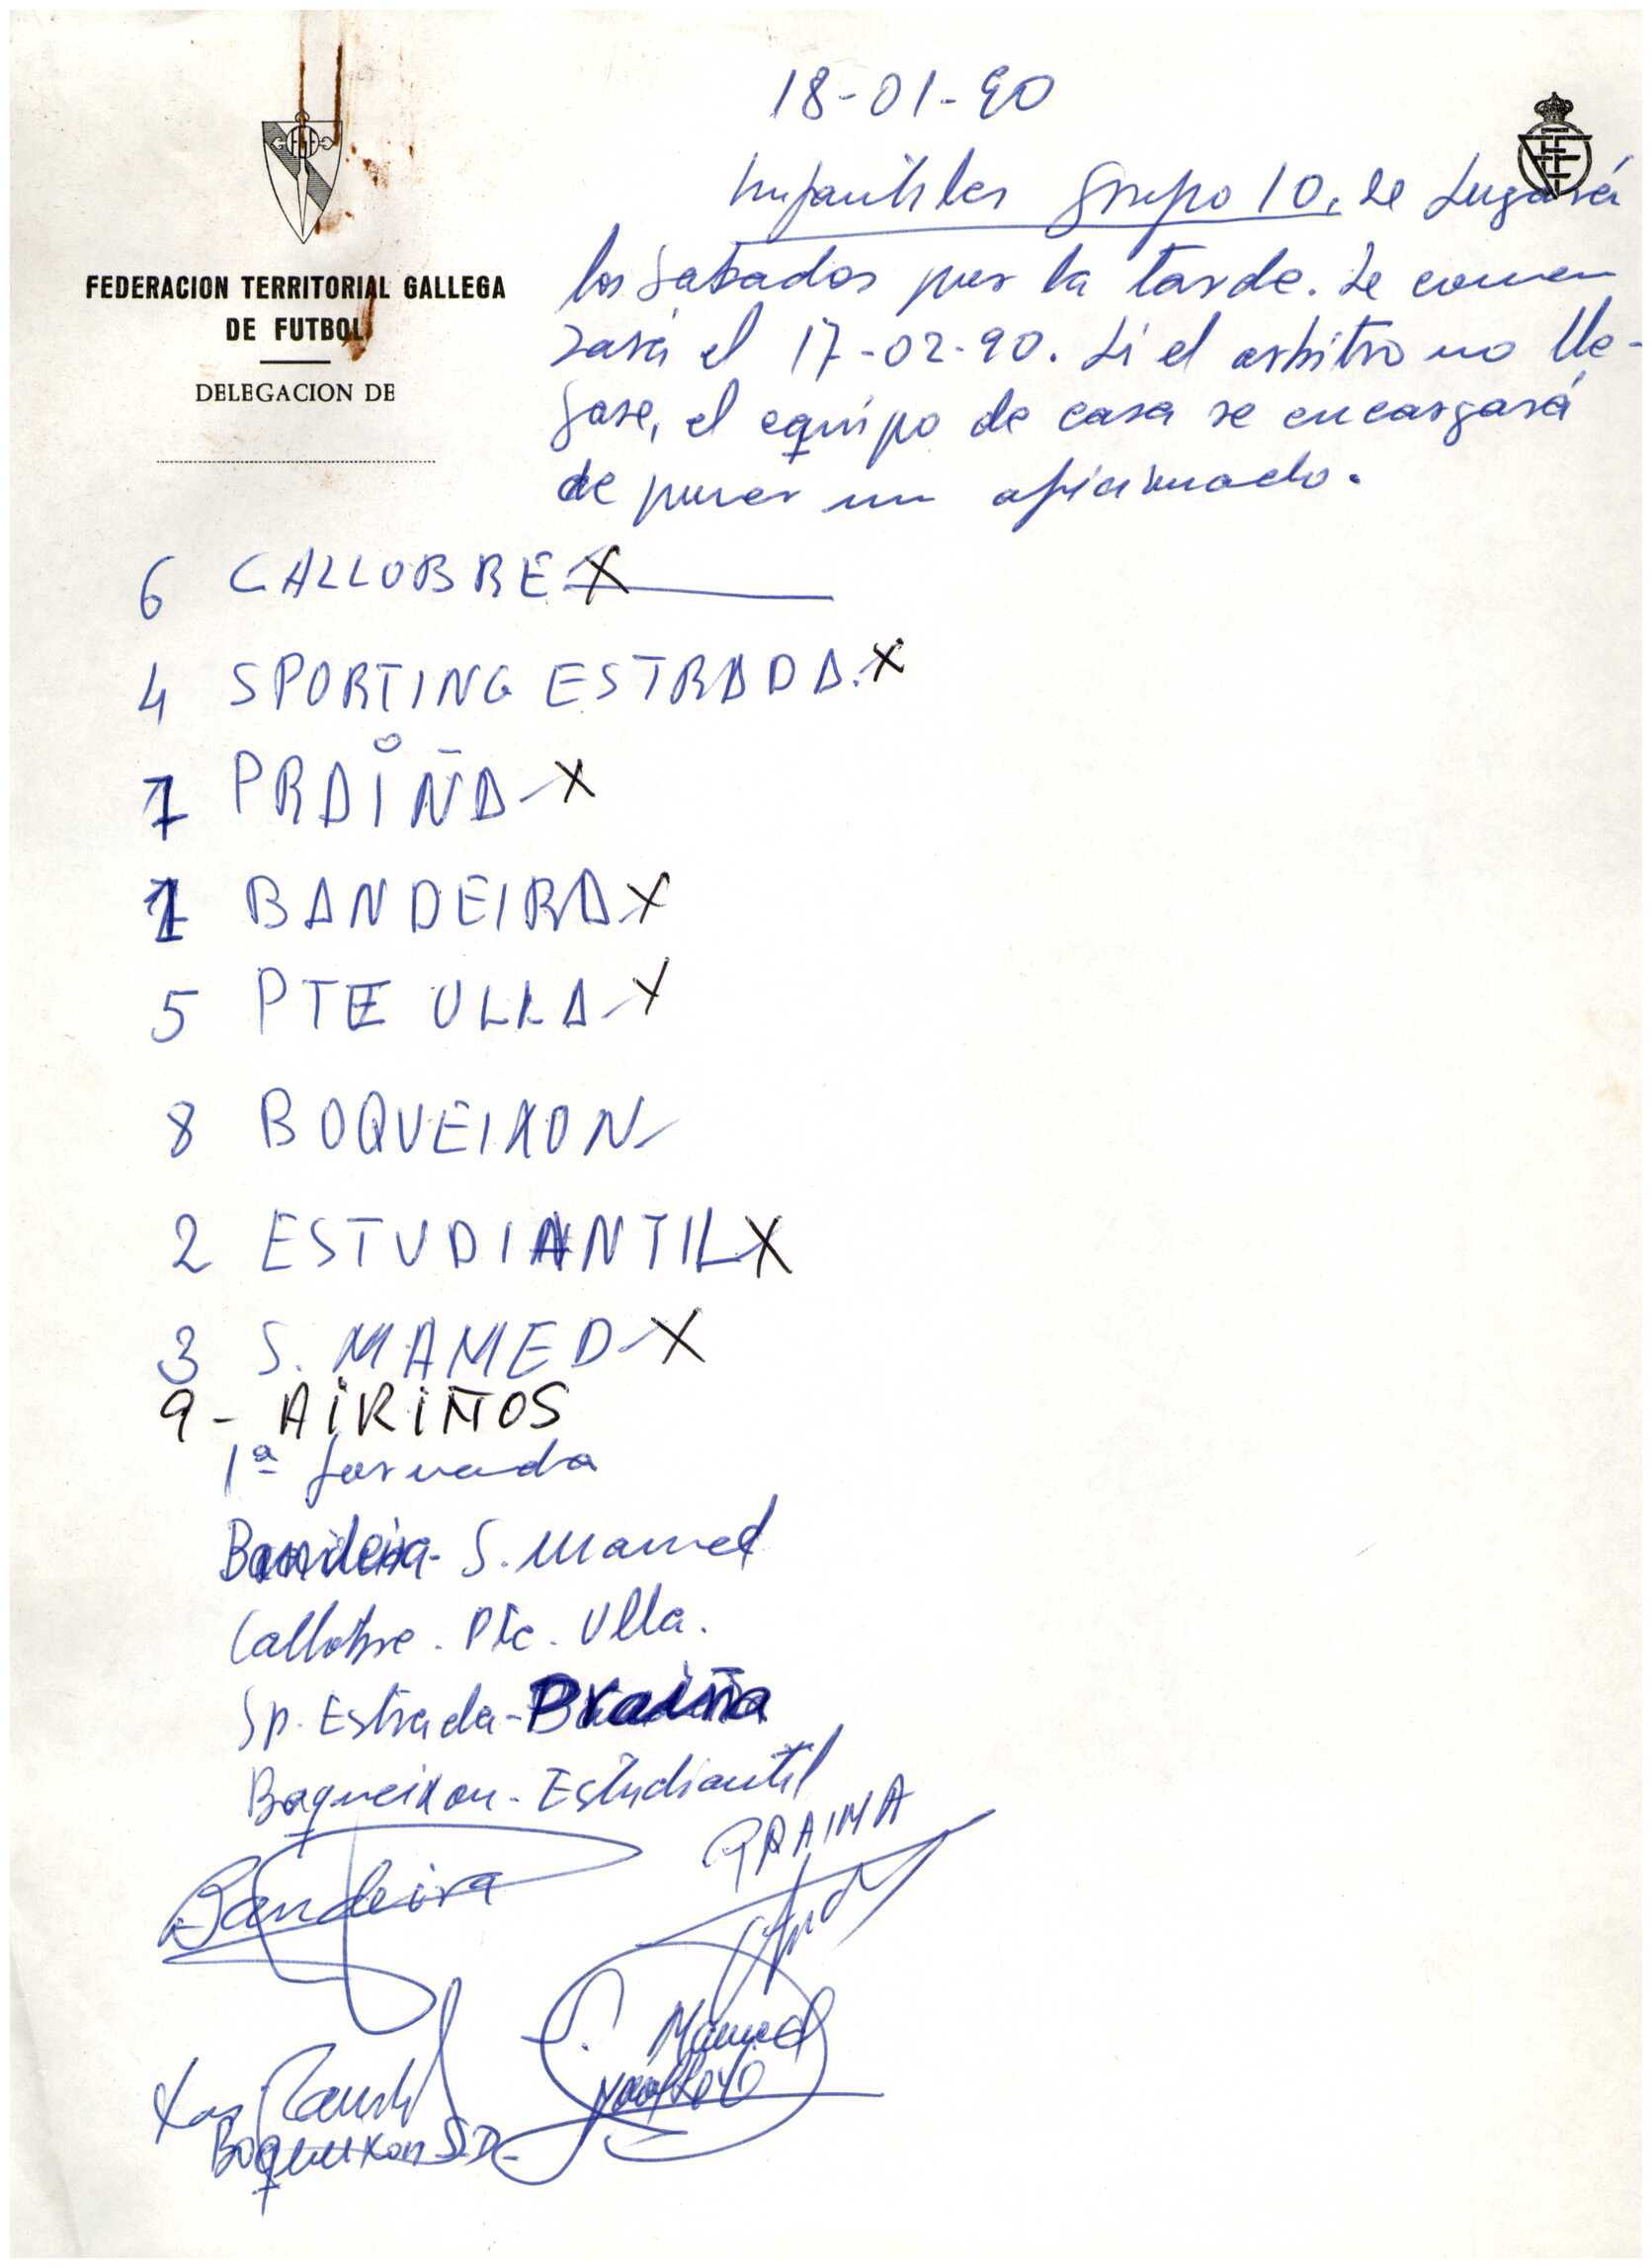 18-01-90
Infantiles grupo 10. Se Jugará
los Sabados por la tarde. Se comen
zará el 17-02-90. Si el arbitro no lle-
gase, el equipo de casa se encargará
de poner un aficionado.
FEDERACION TERRITORIAL GALLEGA
DE FUTBOL
DELEGACION DE
6 CALLOBRE X
4 SPORTING ESTRADA. X
7 PRAIÑA X
1 BANDEIRA X
5 PTE ULLA X
8 BOQUEIXON
2 ESTUDIANTIL X
3 S. MAMED X
9 - AIRIÑOS
1ª Jornada
Bandeira - S. Mamed
Callobre - Pte. Ulla.
Sp. Estrada - Praiña
Boqueixon - Estudiantil
PRAIÑA
Bandeira
S. Mamed
Boqueixon S.D.